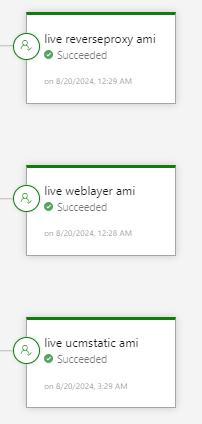 live reverseproxy ami
Succeeded
on 8/20/2024, 12:29 AM
live weblayer ami
Succeeded
on 8/20/2024, 12:28 AM
live ucmstatic ami
Succeeded
on 8/20/2024, 3:29 AM